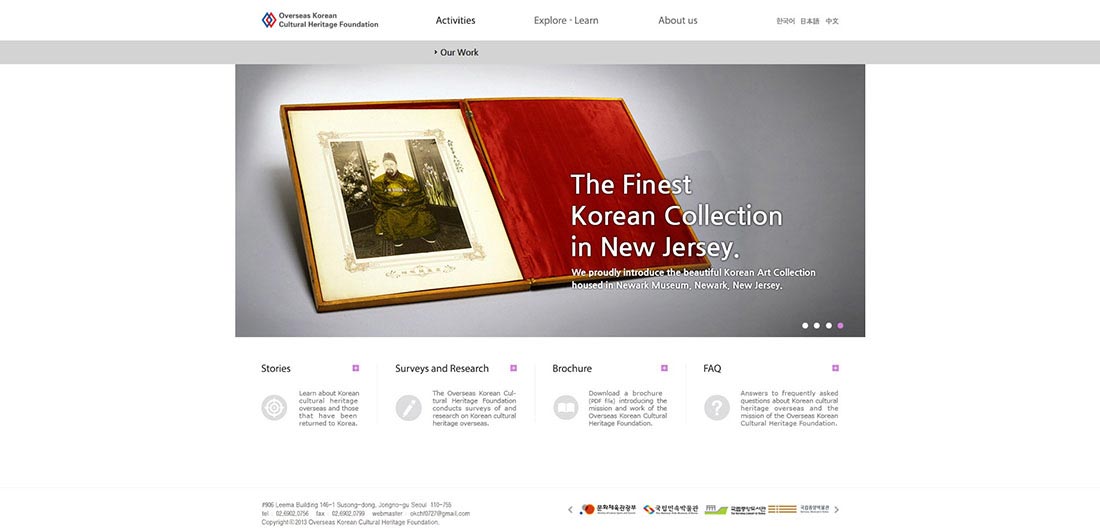 Overseas Korean
Cultural Heritage Foundation
Activities
Explore - Learn
About us
한국어 日本語 中文
Our Work
The Finest
Korean Collection
in New Jersey.
We proudly introduce the beautiful Korean Art Collection
housed in Newark Museum, Newark, New Jersey.
Stories
Learn about Korean
cultural heritage
overseas and those
that have been
returned to Korea.
Surveys and Research
The Overseas Korean Cul-
tural Heritage Foundation
conducts surveys of and
research on Korean cultural
heritage overseas.
Brochure
Download a brochure
(PDF File) introducing the
mission and work of the
Overseas Korean Cultural
Heritage Foundation.
FAQ
Answers to frequently asked
questions about Korean cultural
heritage overseas and the
mission of the Overseas Korean
Cultural Heritage Foundation.
#906 Leema Building 146-1 Susong-dong, Jongno-gu Seoul 110-755
tel 02.6902.0756 fax 02.6902.0799 webmaster okchf0727@gmail.com
Copyright ⓒ 2013 Overseas Korean Cultural Heritage Foundation.
문화체육관광부
국립민속박물관
국립중앙도서관
국립중앙박물관